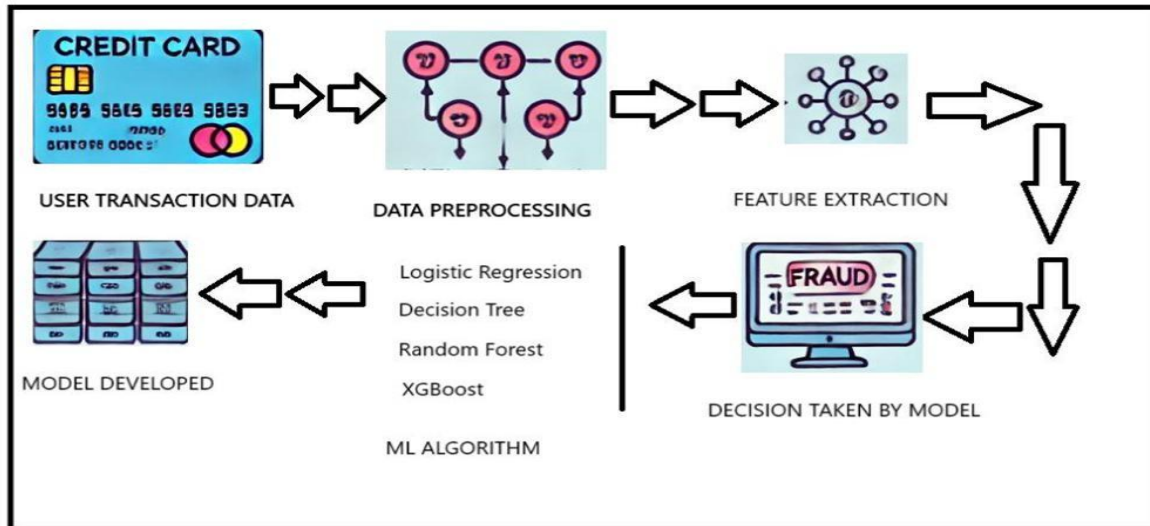 CREDIT CARD
USER TRANSACTION DATA
DATA PREPROCESSING
FEATURE EXTRACTION
FRAUD
DECISION TAKEN BY MODEL
Logistic Regression
Decision Tree
Random Forest
XGBoost
ML ALGORITHM
MODEL DEVELOPED